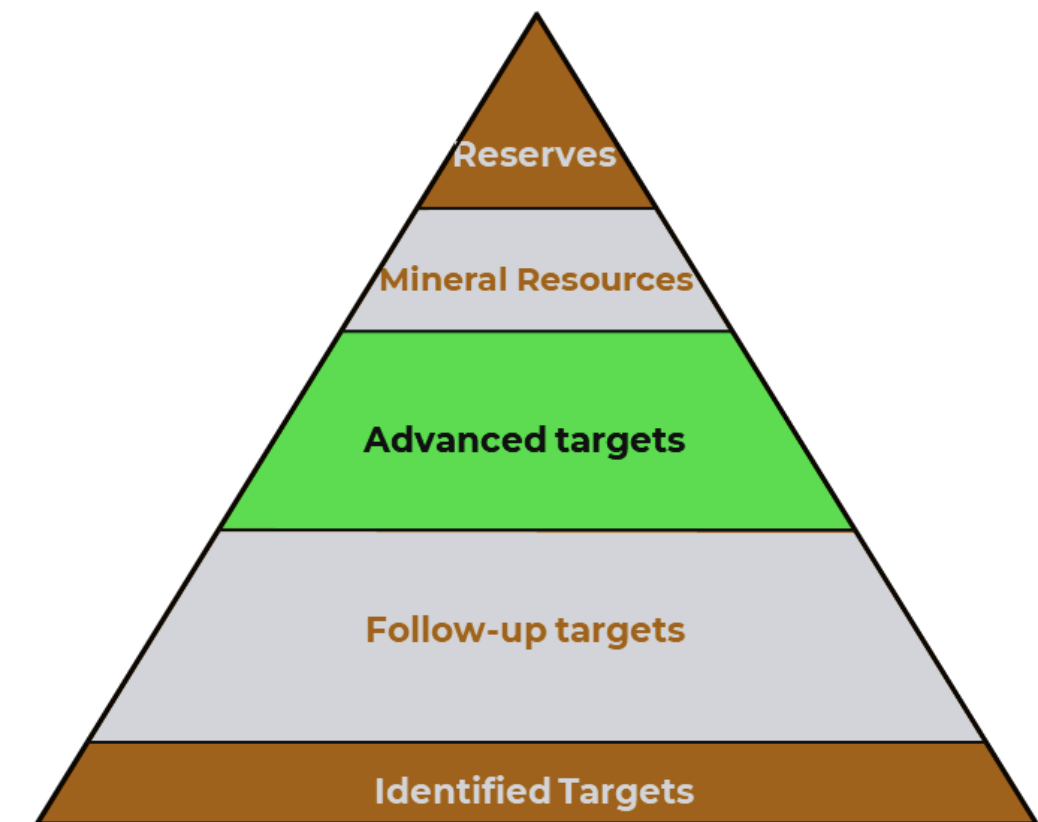 Reserves
Mineral Resources
Advanced targets
Follow-up targets
Identified Targets